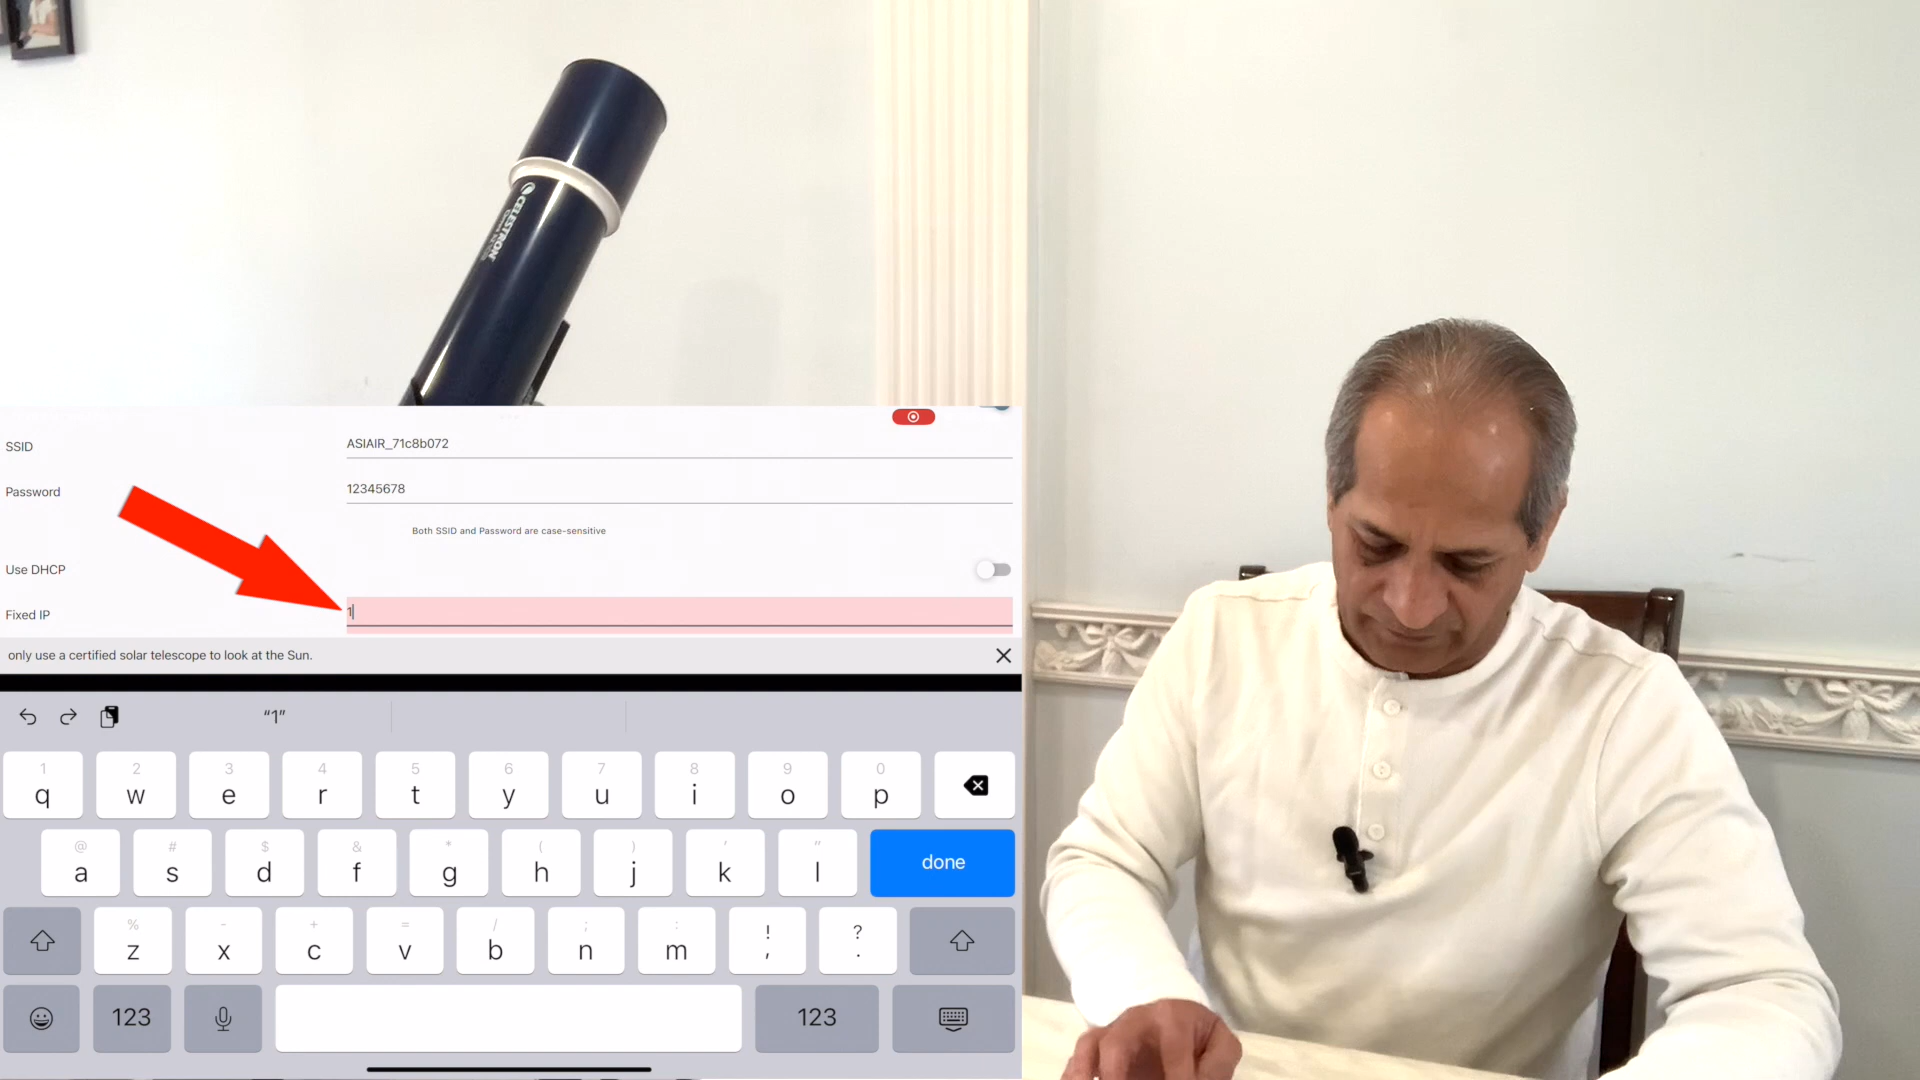 CELESTRON
SSID
ASIAIR_71c8b072
Password
12345678
Both SSID and Password are case-sensitive
Use DHCP
Fixed IP
1
only use a certified solar telescope to look at the Sun.
“1”
1 2 3 4 5 6 7 8 9 0
q w e r t y u i o p
@ # $ & * ( ) ' "
a s d f g h j k l done
% - + = / ; : ! ?
z x c v b n m , .
123 123